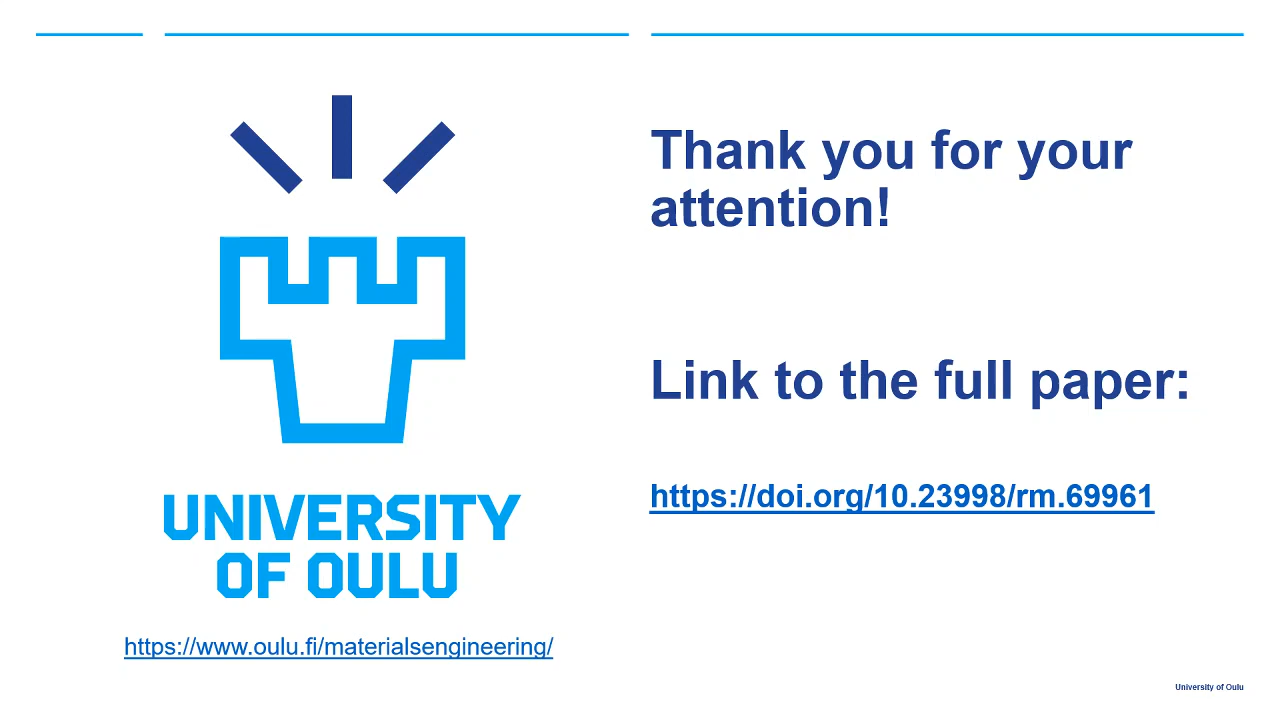 Thank you for your
attention!
Link to the full paper:
https://doi.org/10.23998/rm.69961
UNIVERSITY
OF OULU
https://www.oulu.fi/materialsengineering/
University of Oulu